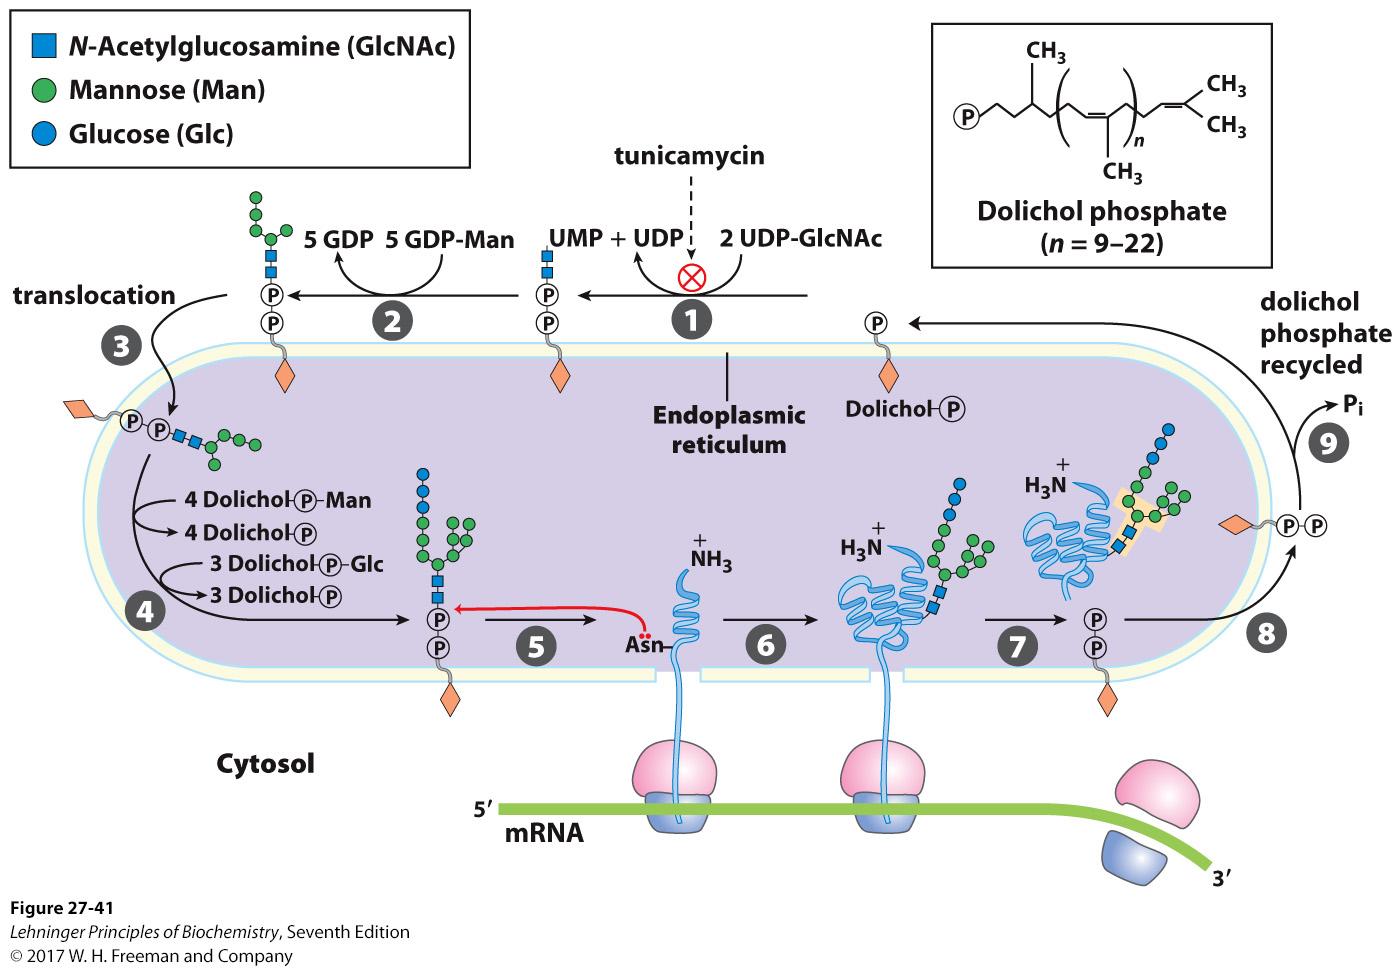 N-Acetylglucosamine (GlcNAc)
Mannose (Man)
Glucose (Glc)
CH3
CH3
P
CH3
n
CH3
Dolichol phosphate
(n = 9–22)
tunicamycin
5 GDP 5 GDP-Man
UMP + UDP 2 UDP-GlcNAc
translocation
P
P
2
P
P
1
P
dolichol
phosphate
recycled
3
Endoplasmic
reticulum
Dolichol P
Pi
9
P
P
4 Dolichol P Man
4 Dolichol P
3 Dolichol P Glc
3 Dolichol P
4
P
P
5
+
NH3
Asn
6
+
H3N
7
+
H3N
P
P
P P
8
Cytosol
5′
mRNA
3′
Figure 27-41
Lehninger Principles of Biochemistry, Seventh Edition
© 2017 W. H. Freeman and Company